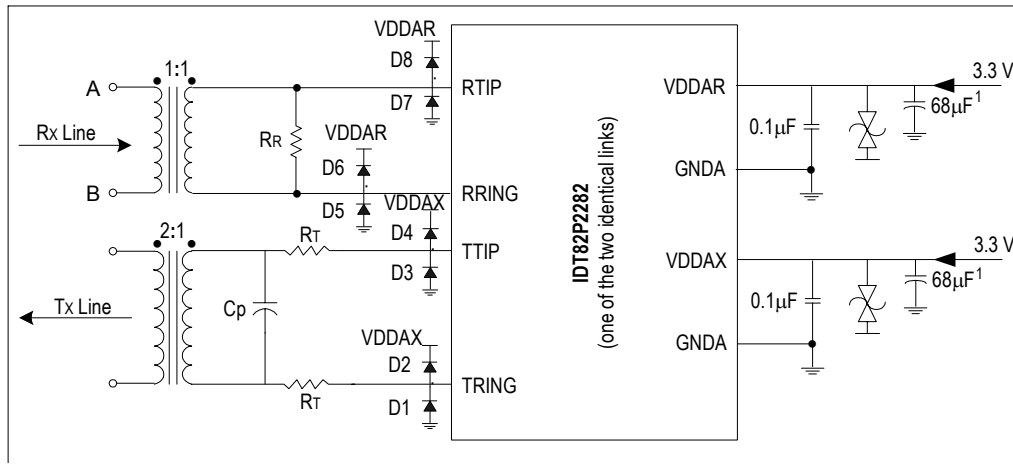 VDDAR
D8
1:1
A
RTIP
VDDAR
3.3 V
D7
68µF1
Rx Line
RR
VDDAR
0.1µF
D6
GNDA
B
RRING
D5
VDDAX
2:1
D4
RT
TTIP
VDDAX
3.3 V
D3
68µF1
Tx Line
Cp
0.1µF
VDDAX
D2
GNDA
TRING
RT
D1
IDT82P2282
(one of the two identical links)